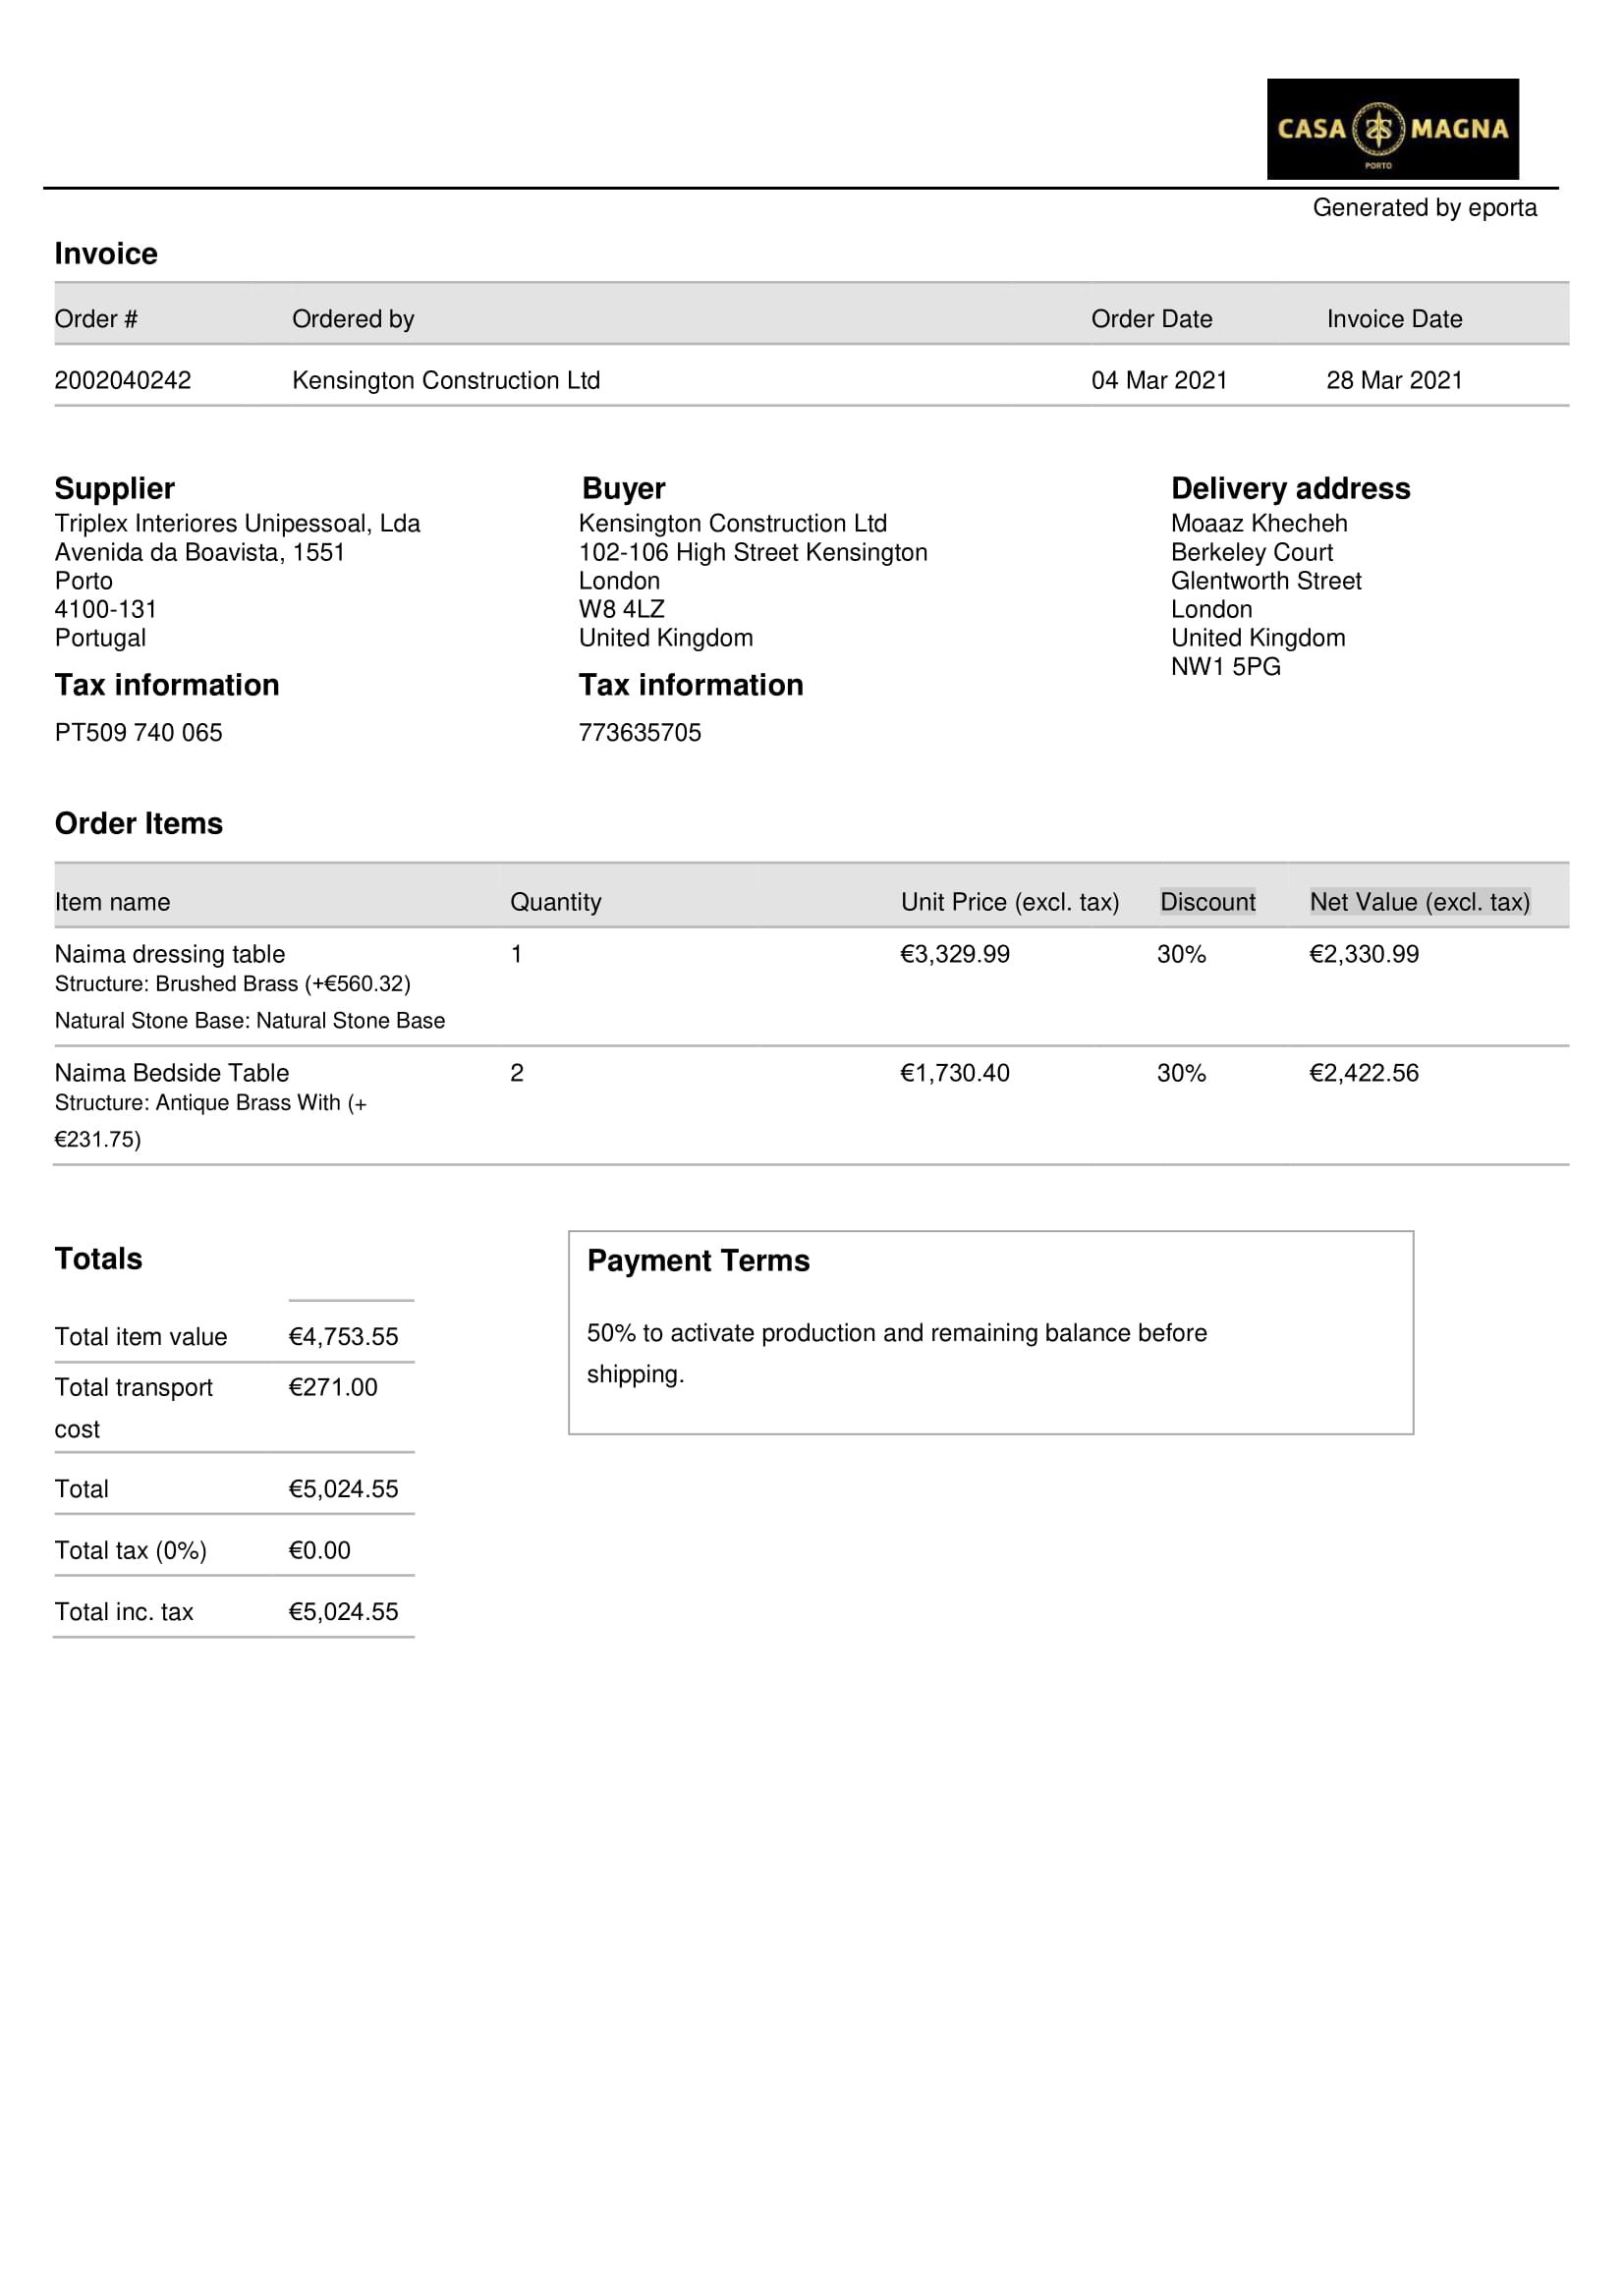 CASA MAGNA
PORTO
Generated by eporta
Invoice
Order # Ordered by Order Date Invoice Date
2002040242 Kensington Construction Ltd 04 Mar 2021 28 Mar 2021
Supplier
Triplex Interiores Unipessoal, Lda
Avenida da Boavista, 1551
Porto
4100-131
Portugal
Tax information
PT509 740 065
Buyer
Kensington Construction Ltd
102-106 High Street Kensington
London
W8 4LZ
United Kingdom
Tax information
773635705
Delivery address
Moaaz Khecheh
Berkeley Court
Glentworth Street
London
United Kingdom
NW1 5PG
Order Items
Item name Quantity Unit Price (excl. tax) Discount Net Value (excl. tax)
Naima dressing table 1 €3,329.99 30% €2,330.99
Structure: Brushed Brass (+€560.32)
Natural Stone Base: Natural Stone Base
Naima Bedside Table 2 €1,730.40 30% €2,422.56
Structure: Antique Brass With (+
€231.75)
Totals
Total item value €4,753.55
Total transport €271.00
cost
Total €5,024.55
Total tax (0%) €0.00
Total inc. tax €5,024.55
Payment Terms
50% to activate production and remaining balance before
shipping.